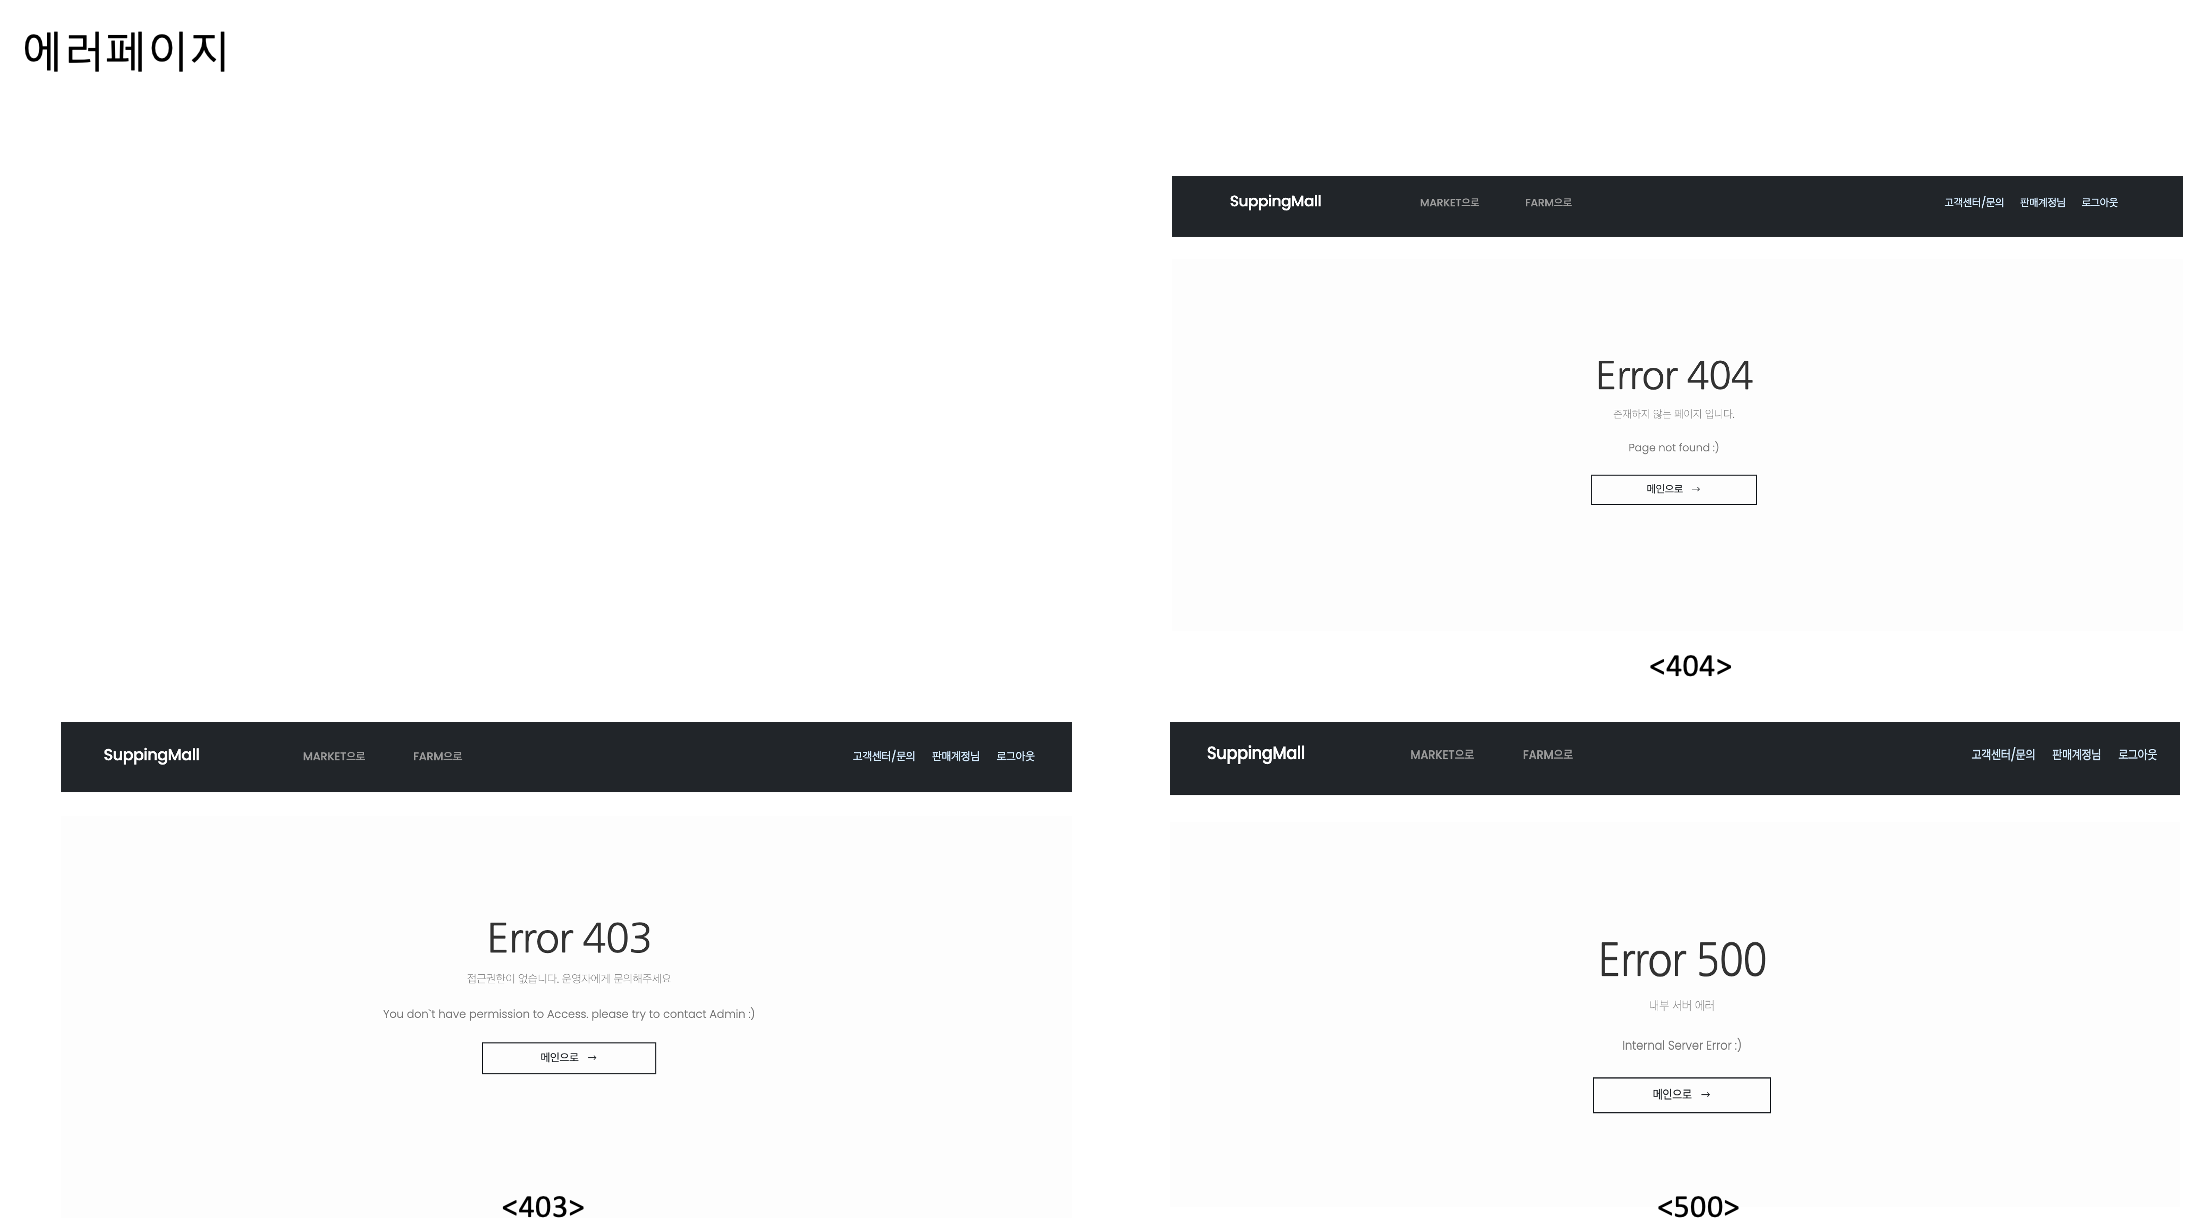 에러페이지
SuppingMall MARKET으로 FARM으로 고객센터/문의 판매계정님 로그아웃
Error 404
존재하지 않는 페이지 입니다.
Page not found :)
메인으로 →
<404>
SuppingMall MARKET으로 FARM으로 고객센터/문의 판매계정님 로그아웃
Error 403
접근권한이 없습니다. 운영자에게 문의해주세요
You don`t have permission to Access. please try to contact Admin :)
메인으로 →
<403>
SuppingMall MARKET으로 FARM으로 고객센터/문의 판매계정님 로그아웃
Error 500
내부 서버 에러
Internal Server Error :)
메인으로 →
<500>